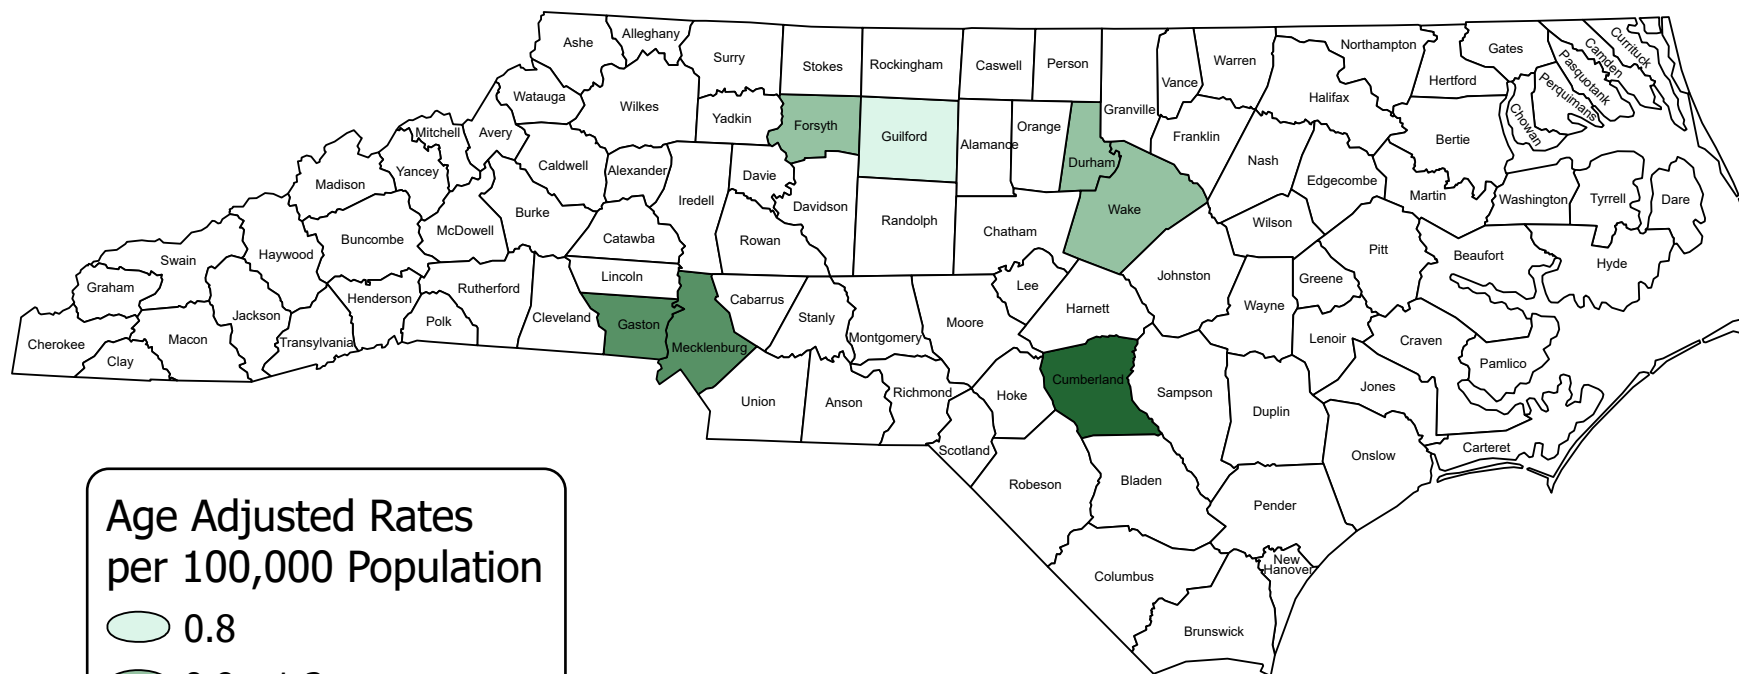 Ashe
Alleghany
Surry
Stokes
Rockingham
Caswell
Person
Vance
Warren
Northampton
Gates
Currituck
Camden
Pasquotank
Perquimans
Chowan
Hertford
Halifax
Granville
Watauga
Wilkes
Yadkin
Forsyth
Guilford
Alamance
Orange
Durham
Franklin
Bertie
Mitchell
Avery
Caldwell
Alexander
Iredell
Davie
Nash
Edgecombe
Martin
Washington
Tyrrell
Dare
Madison
Yancey
Burke
McDowell
Davidson
Randolph
Chatham
Wake
Wilson
Pitt
Beaufort
Hyde
Buncombe
Catawba
Rowan
Haywood
Swain
Graham
Lincoln
Cabarrus
Stanly
Montgomery
Moore
Lee
Harnett
Johnston
Wayne
Greene
Lenoir
Craven
Pamlico
Jones
Cherokee
Clay
Macon
Jackson
Transylvania
Henderson
Polk
Rutherford
Cleveland
Gaston
Mecklenburg
Union
Anson
Richmond
Scotland
Hoke
Cumberland
Sampson
Duplin
Onslow
Carteret
Robeson
Bladen
Pender
New
Hanover
Columbus
Brunswick
Age Adjusted Rates
per 100,000 Population
0.8